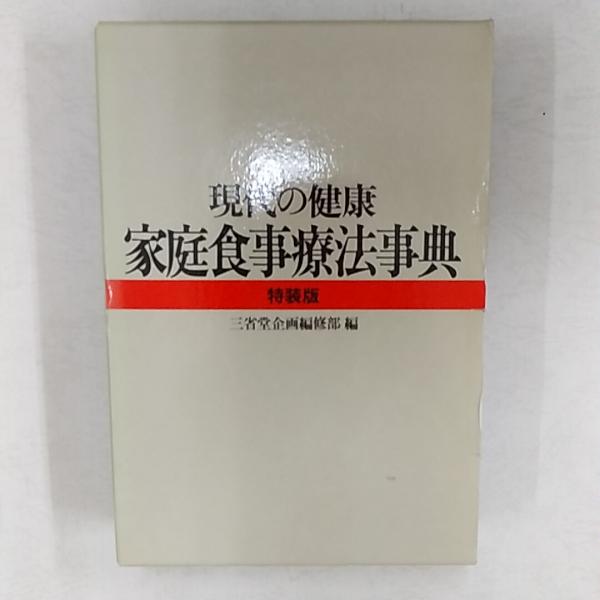 現代の健康
家庭食事療法事典
特装版
三省堂企画編修部 編